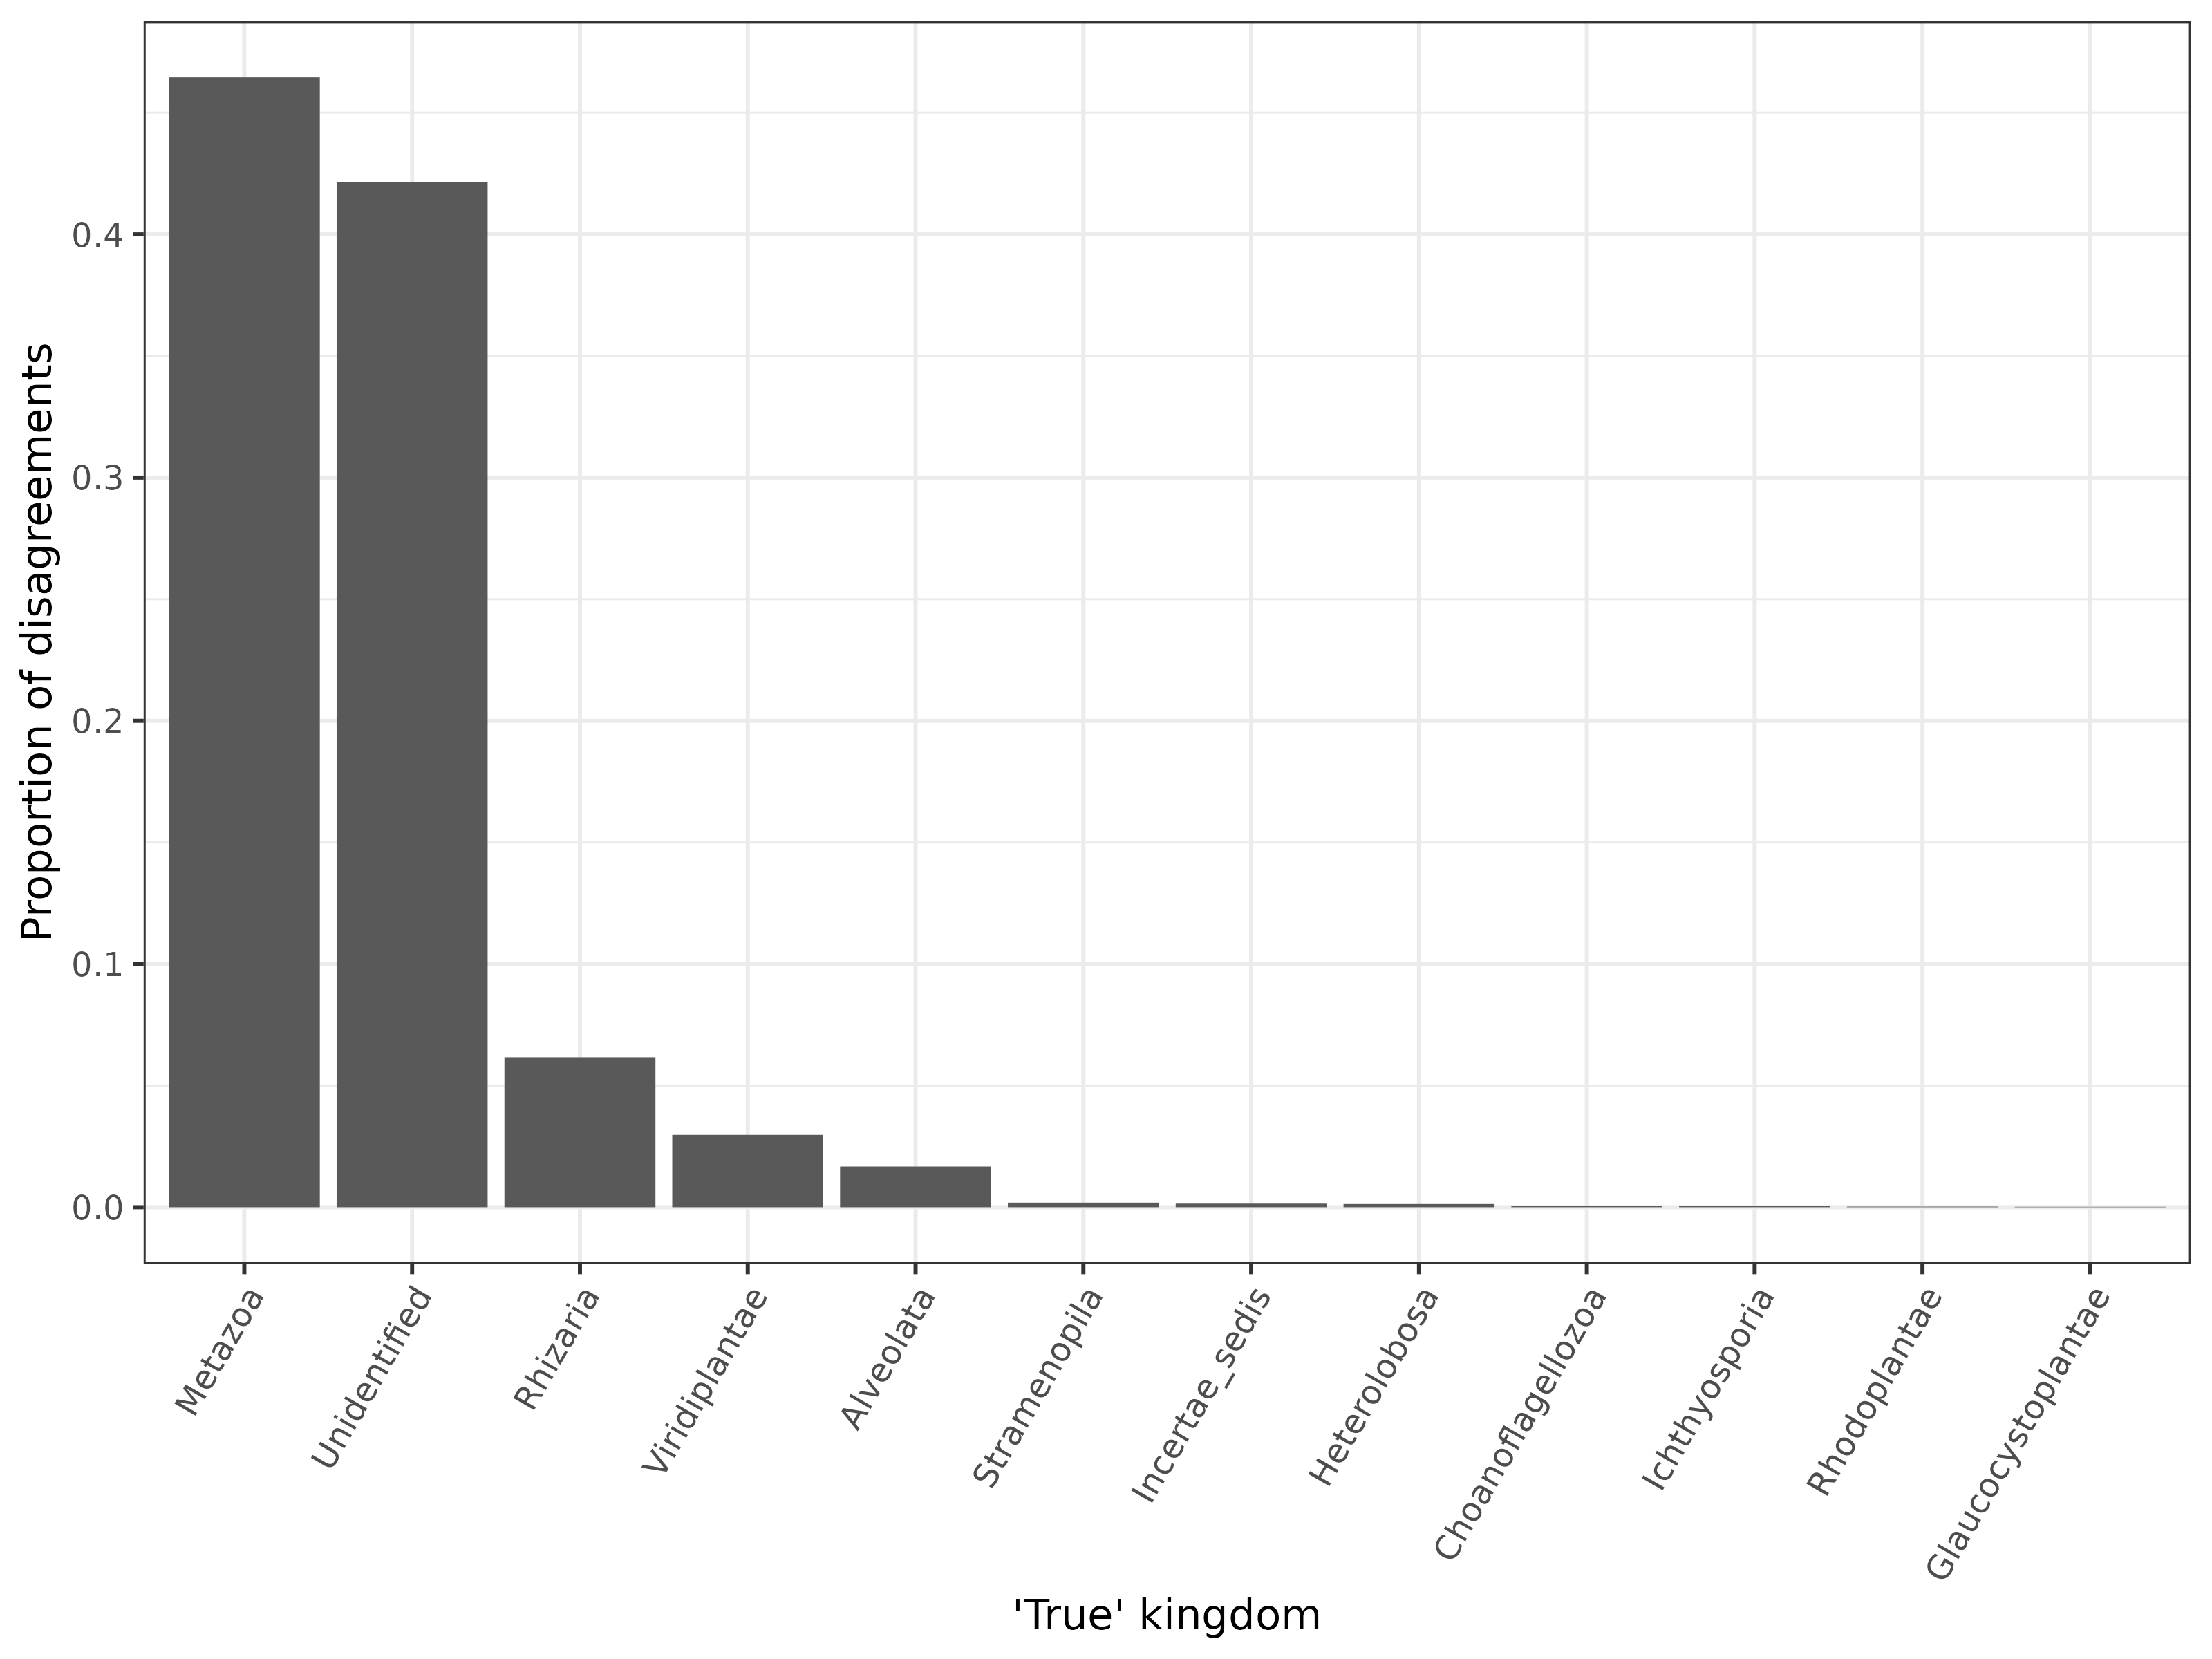 Proportion of disagreements
0.4
0.3
0.2
0.1
0.0
Metazoa
Unidentified
Rhizaria
Viridiplantae
Alveolata
Stramenopila
Incertae_sedis
Heterolobosa
Choanoflagellozoa
Ichthyosporia
Rhodoplantae
Glaucocystoplantae
'True' kingdom